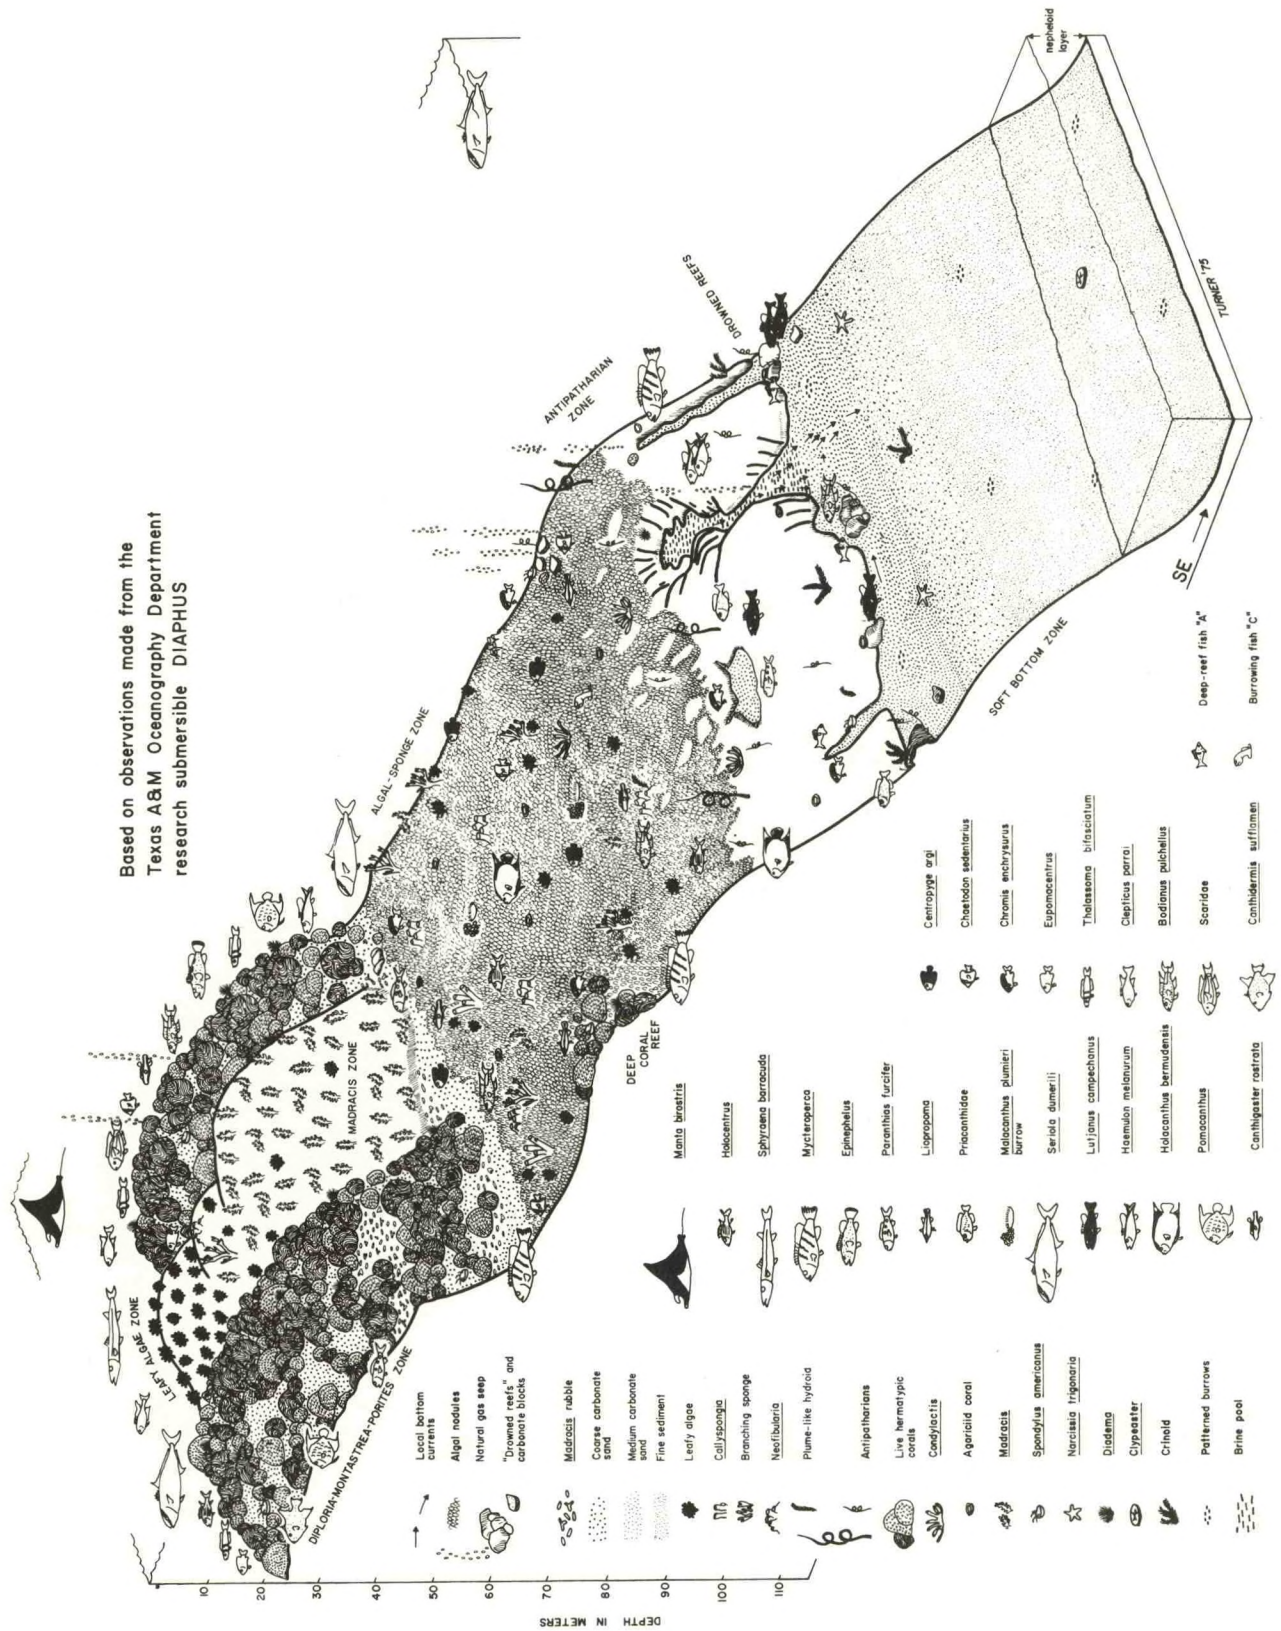 Based on observations made from the
Texas A&M Oceanography Department
research submersible DIAPHUS
DEPTH IN METERS
10
20
30
40
50
60
70
80
90
100
110
LEAFY ALGAE ZONE
DIPLORIA-MONTASTREA-PORITES ZONE
MADRACIS ZONE
ALGAL-SPONGE ZONE
DEEP
CORAL
REEF
ANTIPATHARIAN
ZONE
DROWNED REEFS
SOFT BOTTOM ZONE
nepheloid
layer
SE
TURNER '75
Local bottom
currents
Algal nodules
Natural gas seep
"Drowned reefs" and
carbonate blocks
Madracis rubble
Coarse carbonate
sand
Medium carbonate
sand
Fine sediment
Leafy algae
Callyspongia
Branching sponge
Neofibularia
Plume-like hydroid
Antipatharians
Live hermatypic
corals
Condylactis
Agariciid coral
Madracis
Spondylus americanus
Narcissia trigonaria
Diadema
Clypeaster
Crinoid
Patterned burrows
Brine pool
Manta birostris
Holocentrus
Sphyraena barracuda
Mycteroperca
Epinephelus
Paranthias furcifer
Liopropoma
Priacanthidae
Malacanthus plumieri
burrow
Seriola dumerili
Lutjanus campechanus
Haemulon melanurum
Holacanthus bermudensis
Pomacanthus
Canthigaster rostrata
Centropyge argi
Chaetodon sedentarius
Chromis enchrysurus
Eupomacentrus
Thalassoma bifasciatum
Clepticus parrai
Bodianus pulchellus
Scaridae
Canthidermis sufflamen
Deep-reef fish "A"
Burrowing fish "C"